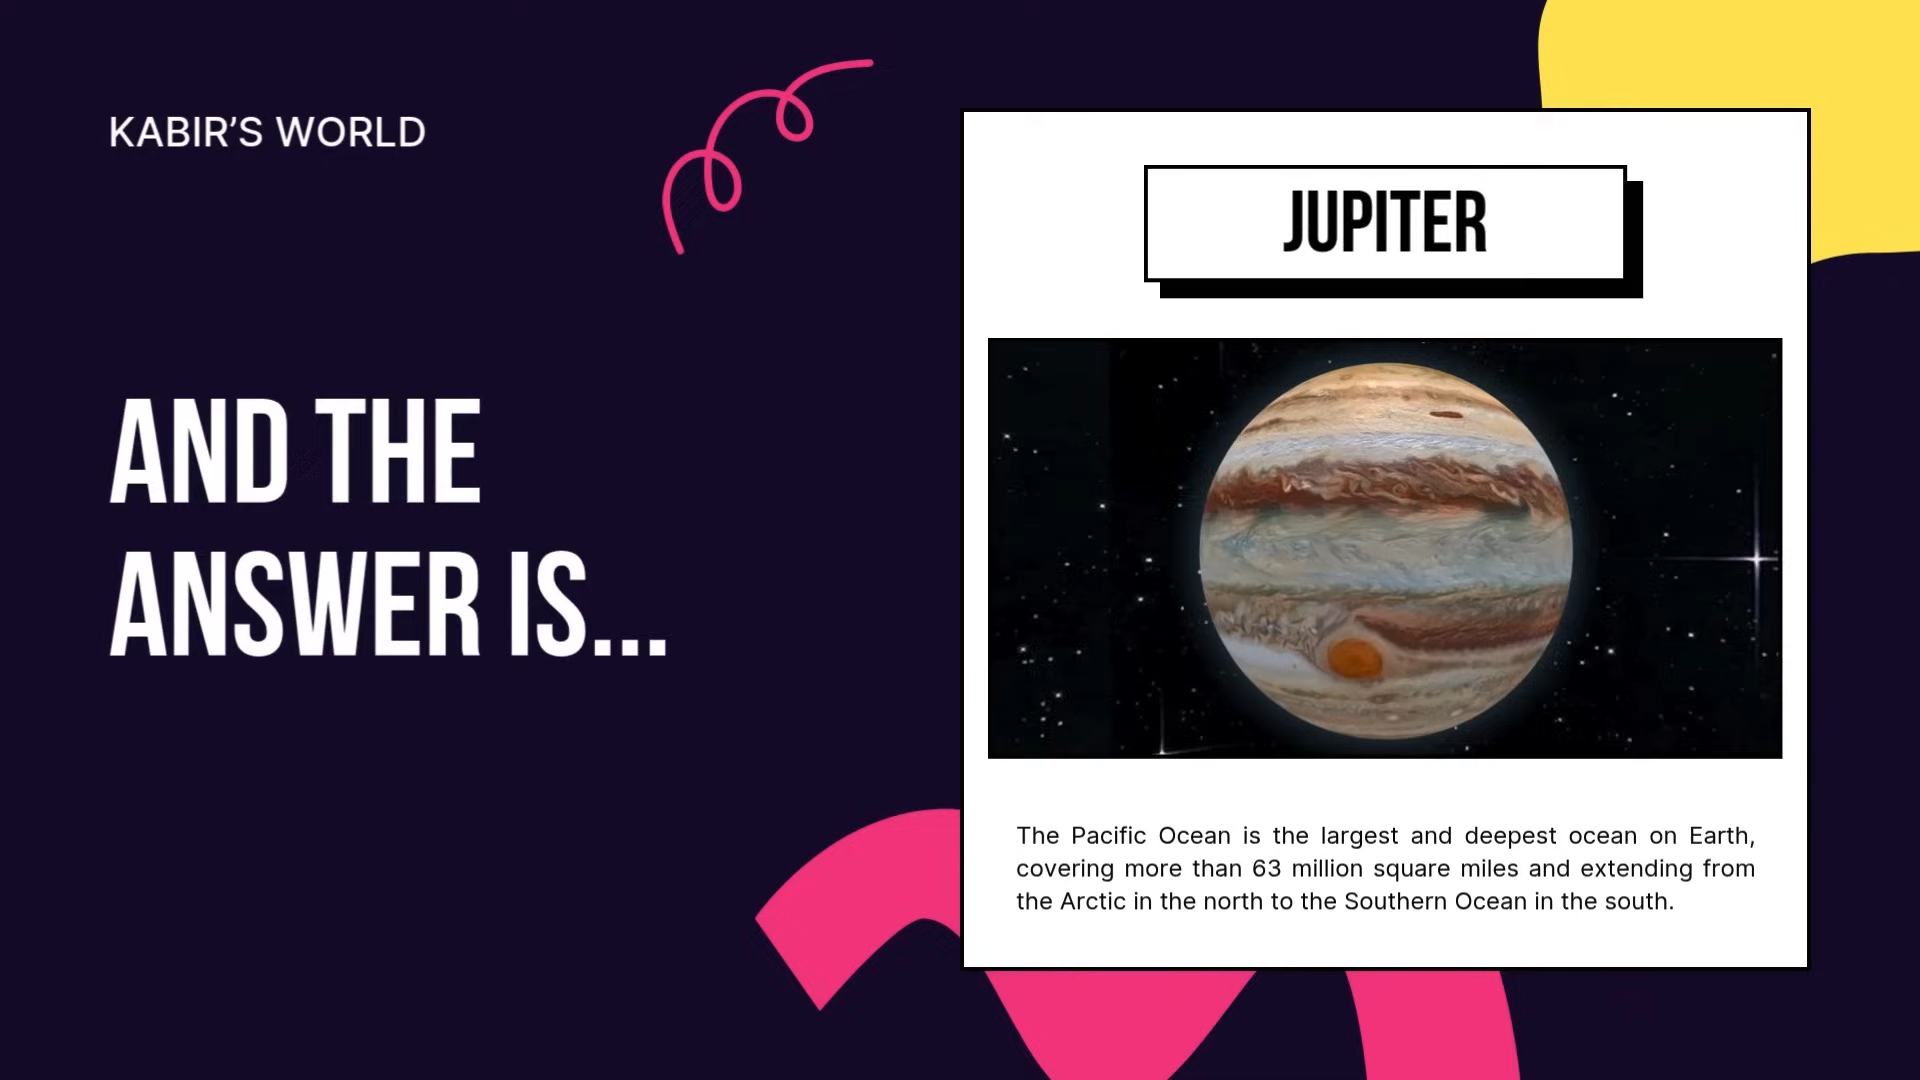 KABIR’S WORLD
AND THE
ANSWER IS...
JUPITER
The Pacific Ocean is the largest and deepest ocean on Earth,
covering more than 63 million square miles and extending from
the Arctic in the north to the Southern Ocean in the south.